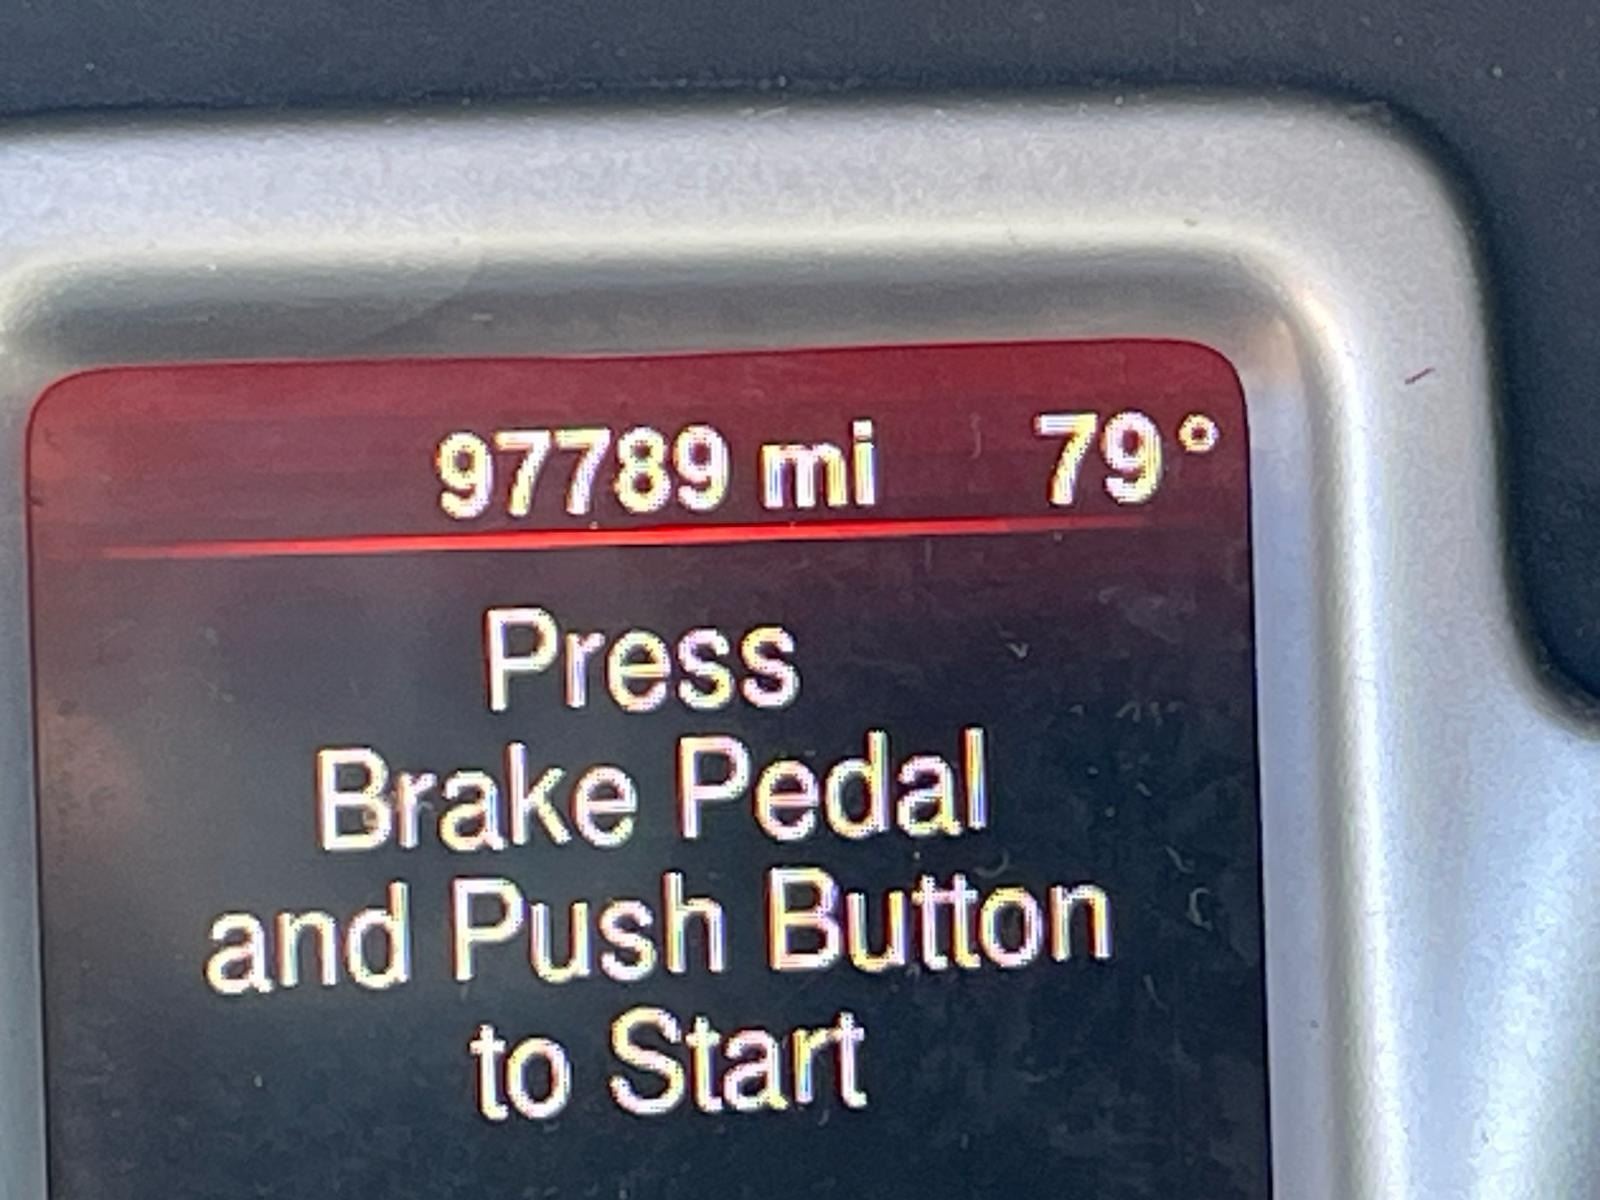 97789 mi 79°
Press
Brake Pedal
and Push Button
to Start